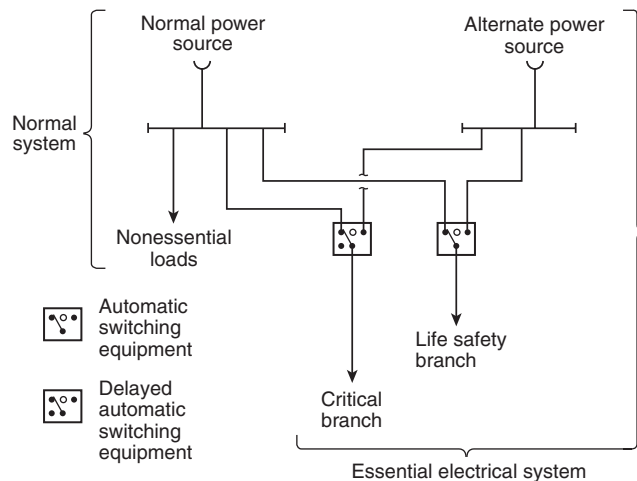 Normal power
source
Alternate power
source
Normal
system
Nonessential
loads
Automatic
switching
equipment
Life safety
branch
Delayed
automatic
switching
equipment
Critical
branch
Essential electrical system